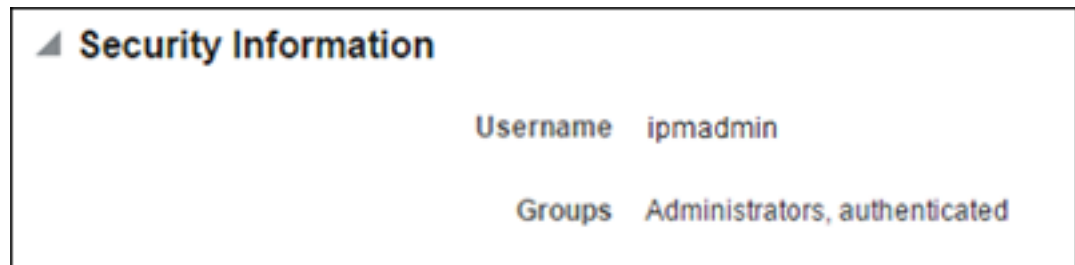 Security Information
Username ipmadmin
Groups Administrators, authenticated